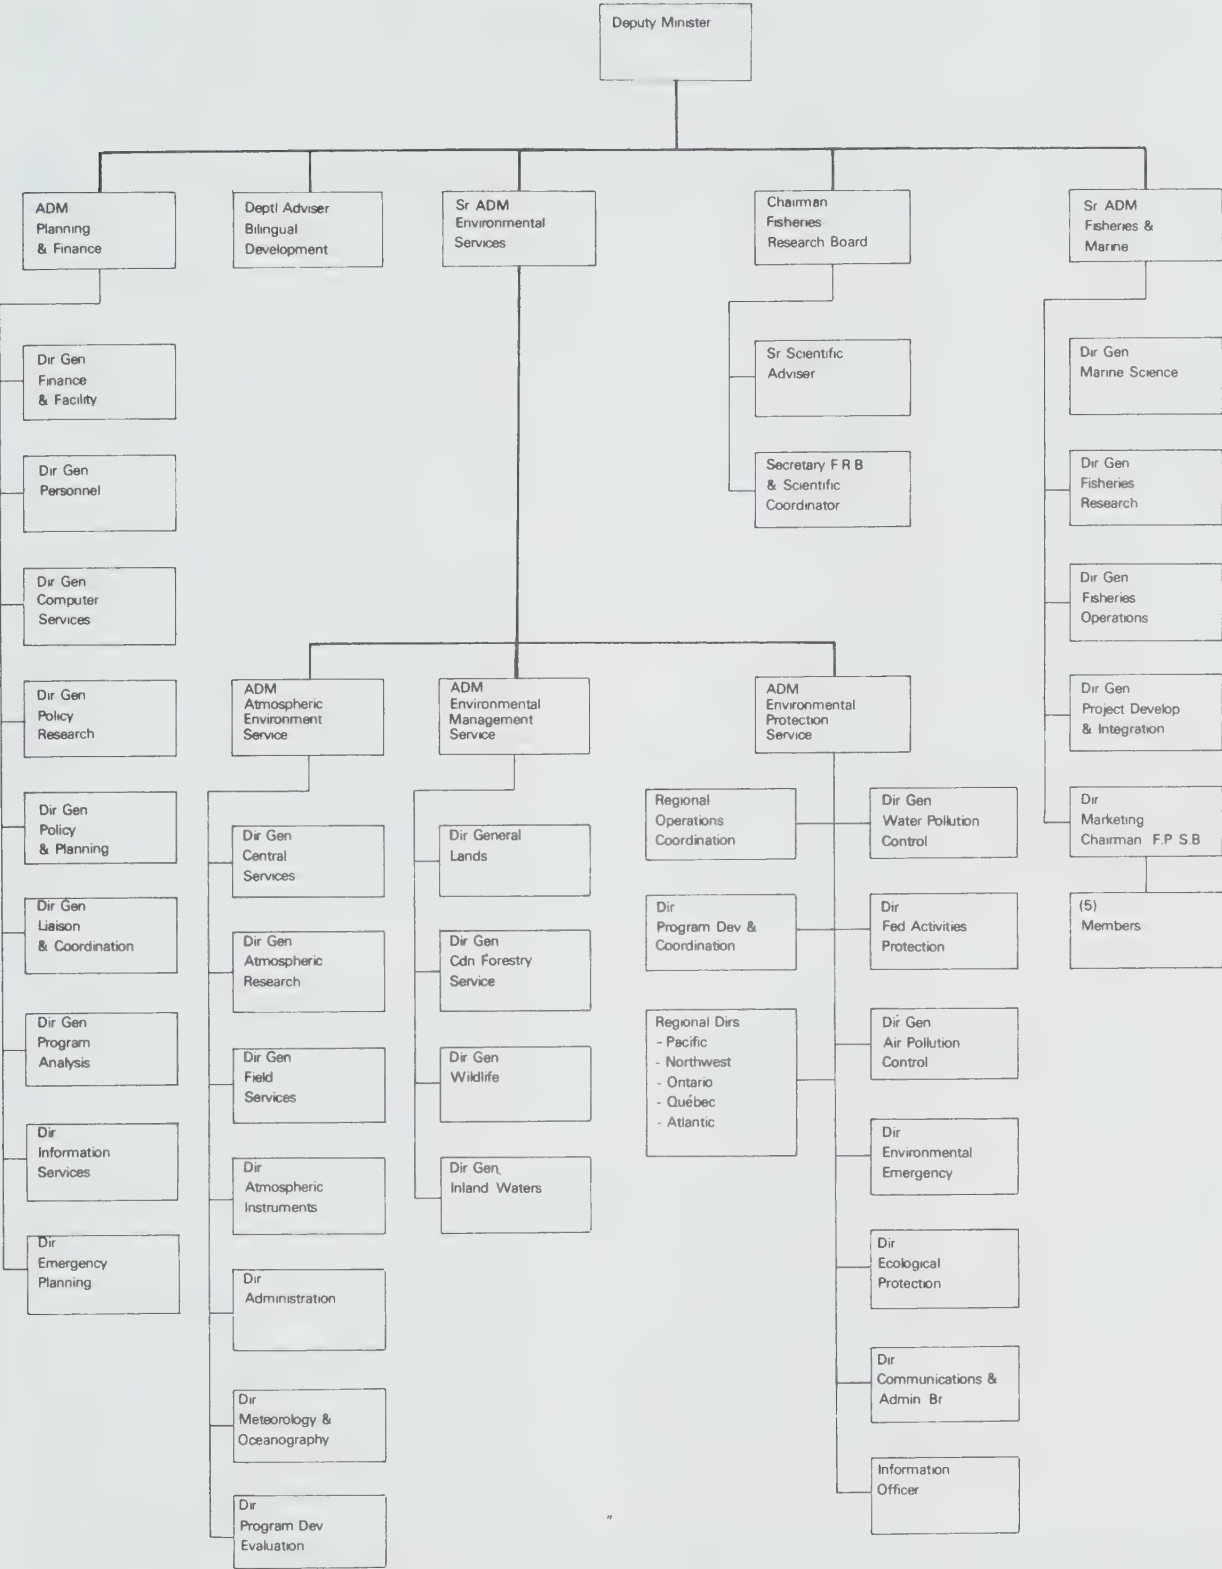 Deputy Minister
ADM
Planning
& Finance
Deptl Adviser
Bilingual
Development
Sr ADM
Environmental
Services
Chairman
Fisheries
Research Board
Sr ADM
Fisheries &
Marine
Dir Gen
Finance
& Facility
Dir Gen
Personnel
Dir Gen
Computer
Services
Dir Gen
Policy
Research
Dir Gen
Policy
& Planning
Dir Gen
Liaison
& Coordination
Dir Gen
Program
Analysis
Dir
Information
Services
Dir
Emergency
Planning
ADM
Atmospheric
Environment
Service
Dir Gen
Central
Services
Dir Gen
Atmospheric
Research
Dir Gen
Field
Services
Dir
Atmospheric
Instruments
Dir
Administration
Dir
Meteorology &
Oceanography
Dir
Program Dev
Evaluation
ADM
Environmental
Management
Service
Dir General
Lands
Dir Gen
Cdn Forestry
Service
Dir Gen
Wildlife
Dir Gen
Inland Waters
Sr Scientific
Adviser
Secretary F R B
& Scientific
Coordinator
ADM
Environmental
Protection
Service
Regional
Operations
Coordination
Dir
Program Dev &
Coordination
Regional Dirs
- Pacific
- Northwest
- Ontario
- Québec
- Atlantic
Dir Gen
Water Pollution
Control
Dir
Fed Activities
Protection
Dir Gen
Air Pollution
Control
Dir
Environmental
Emergency
Dir
Ecological
Protection
Dir
Communications &
Admin Br
Information
Officer
Dir Gen
Marine Science
Dir Gen
Fisheries
Research
Dir Gen
Fisheries
Operations
Dir Gen
Project Develop
& Integration
Dir
Marketing
Chairman F.P S.B
(5)
Members